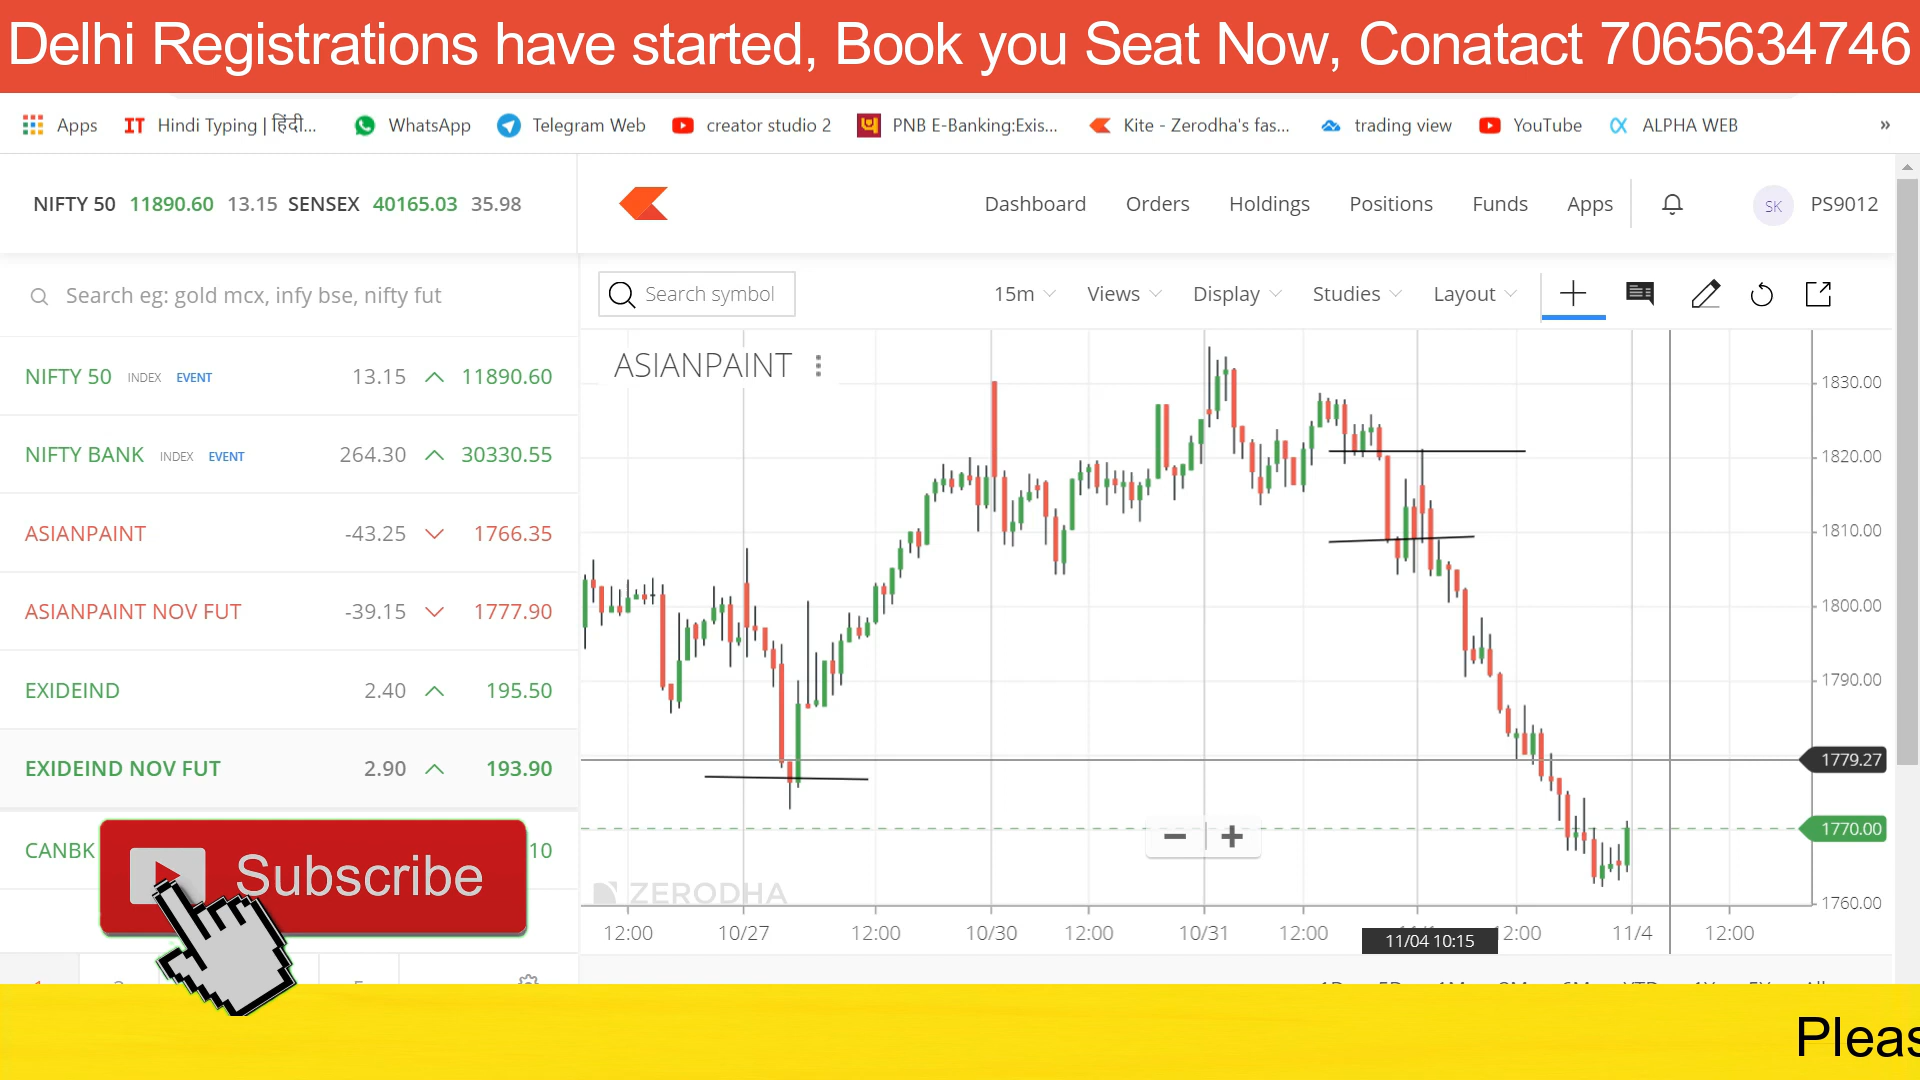 Delhi Registrations have started, Book you Seat Now, Conatact 7065634746
Apps Hindi Typing | हिंदी... WhatsApp Telegram Web creator studio 2 PNB E-Banking:Exis... Kite - Zerodha's fas... trading view YouTube ALPHA WEB »
NIFTY 50 11890.60 13.15 SENSEX 40165.03 35.98
Dashboard Orders Holdings Positions Funds Apps SK PS9012
Search eg: gold mcx, infy bse, nifty fut
Search symbol 15m Views Display Studies Layout
NIFTY 50 INDEX EVENT 13.15 11890.60
NIFTY BANK INDEX EVENT 264.30 30330.55
ASIANPAINT -43.25 1766.35
ASIANPAINT NOV FUT -39.15 1777.90
EXIDEIND 2.40 195.50
EXIDEIND NOV FUT 2.90 193.90
CANBK 10
Subscribe
ASIANPAINT
1830.00
1820.00
1810.00
1800.00
1790.00
1779.27
1770.00
1760.00
ZERODHA
12:00 10/27 12:00 10/30 12:00 10/31 12:00 11/04 10:15 2:00 11/4 12:00
Pleas